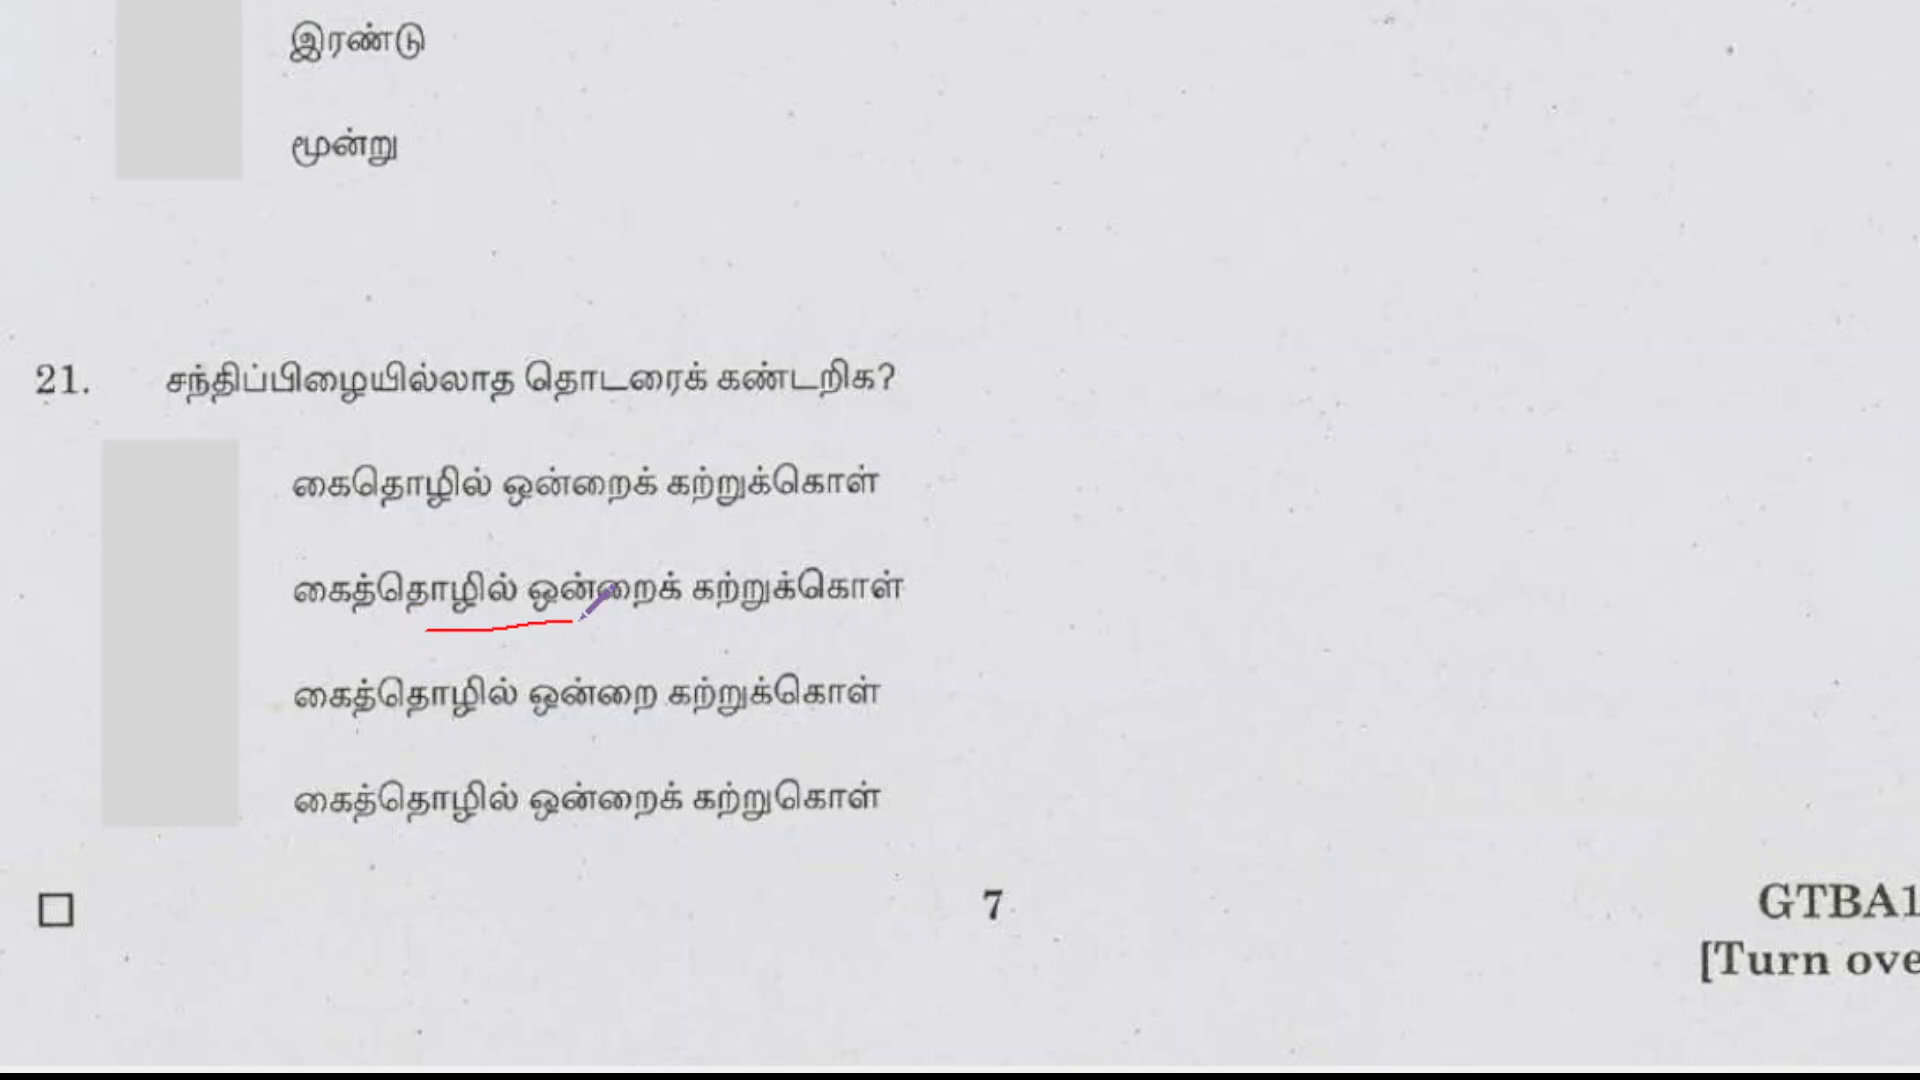 இரண்டு
மூன்று
21. சந்திப்பிழையில்லாத தொடரைக் கண்டறிக?
கைதொழில் ஒன்றைக் கற்றுக்கொள்
கைத்தொழில் ஒன்றைக் கற்றுக்கொள்
கைத்தொழில் ஒன்றை கற்றுக்கொள்
கைத்தொழில் ஒன்றைக் கற்றுகொள்
7
GTBA1
[Turn ove